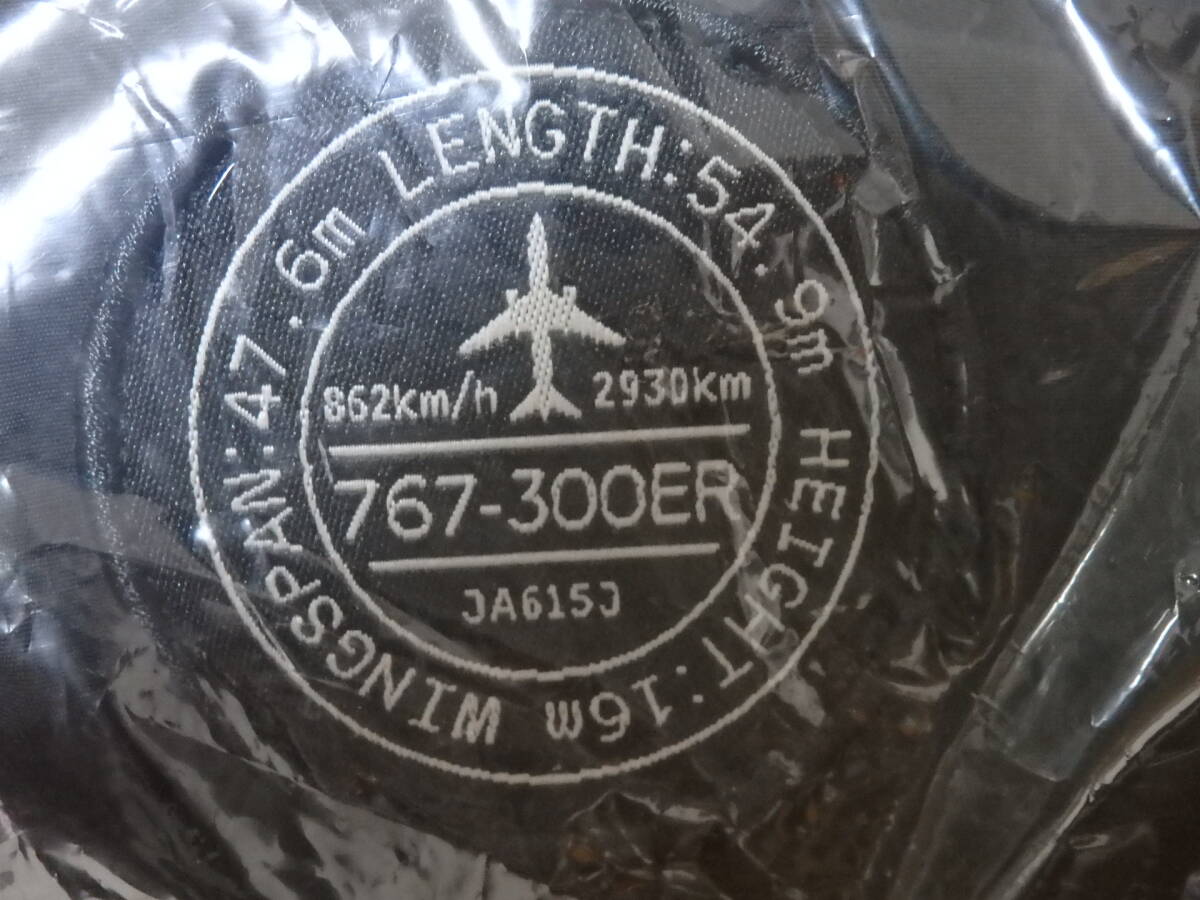 LENGTH:54.9m HEIGHT:16m WINGSPAN:47.6m
862km/h 2930km
767-300ER
JA615J